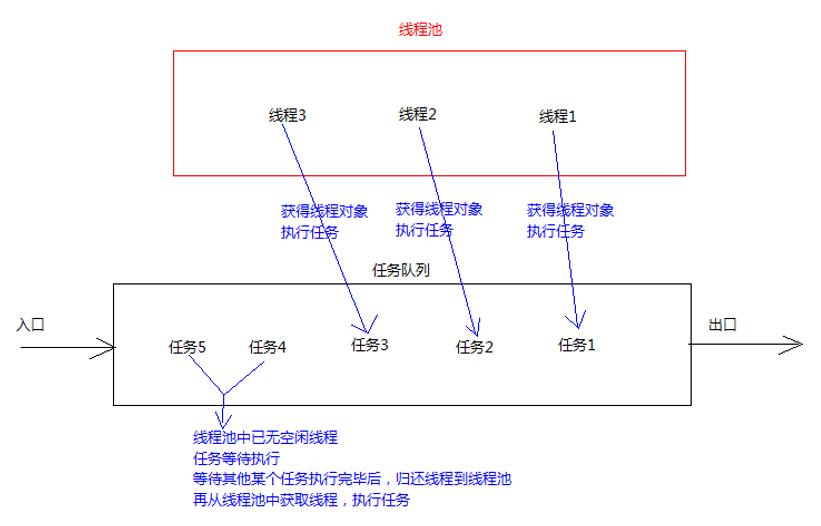 线程池
线程3
线程2
线程1
获得线程对象
执行任务
获得线程对象
执行任务
获得线程对象
执行任务
任务队列
入口
出口
任务5
任务4
任务3
任务2
任务1
线程池中已无空闲线程
任务等待执行
等待其他某个任务执行完毕后，归还线程到线程池
再从线程池中获取线程，执行任务